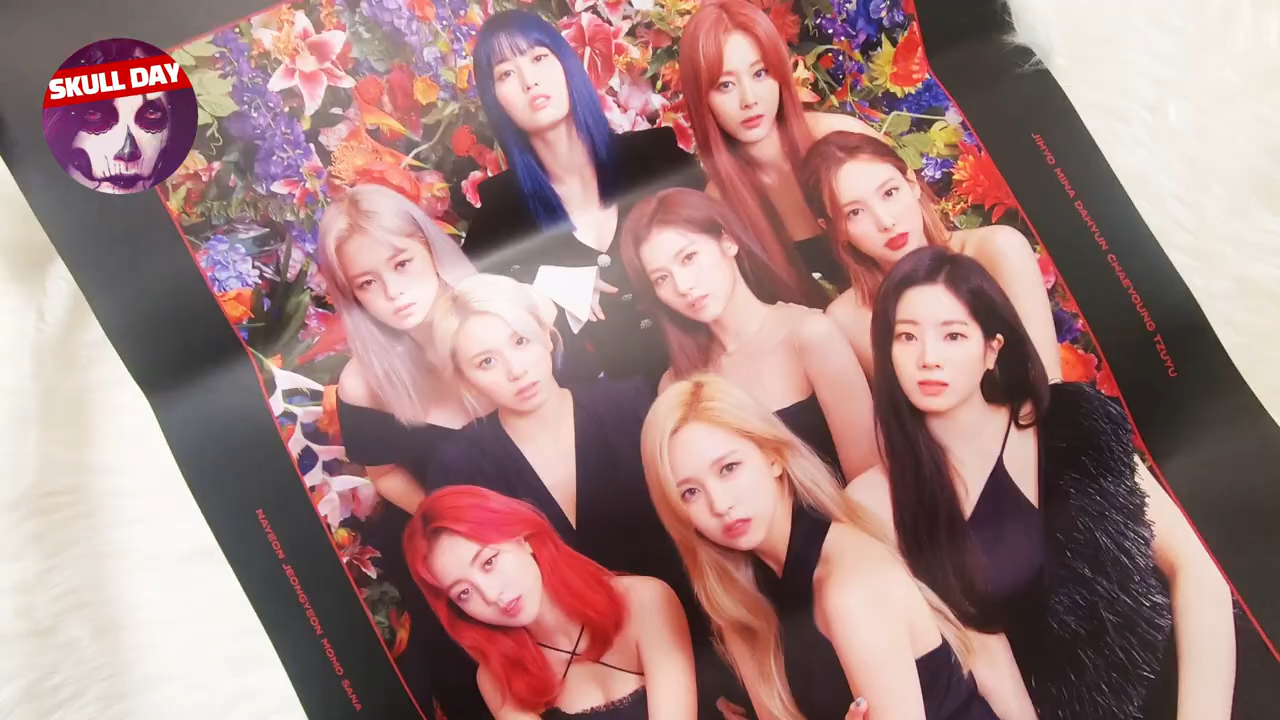 SKULL DAY
JIHYO MINA DAHYUN CHAEYOUNG TZUYU
NAYEON JEONGYEON MOMO SANA